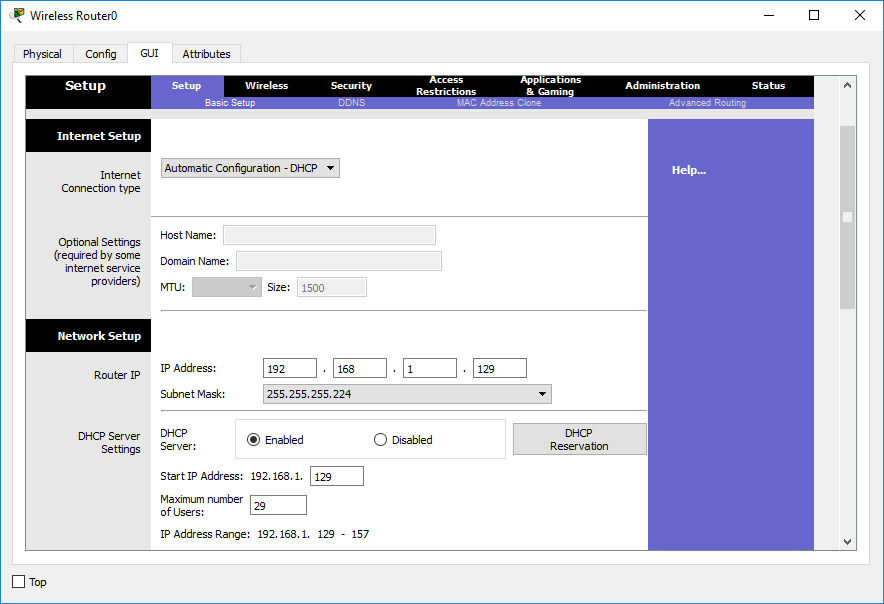 Wireless Router0
Physical Config GUI Attributes
Setup
Setup Wireless Security Access Restrictions Applications & Gaming Administration Status
Basic Setup DDNS MAC Address Clone Advanced Routing
Internet Setup
Internet Connection type
Automatic Configuration - DHCP
Help...
Optional Settings
(required by some
internet service
providers)
Host Name:
Domain Name:
MTU: Size: 1500
Network Setup
Router IP
IP Address: 192 . 168 . 1 . 129
Subnet Mask: 255.255.255.224
DHCP Server
Settings
DHCP
Server:
Enabled Disabled
DHCP
Reservation
Start IP Address: 192.168.1. 129
Maximum number
of Users: 29
IP Address Range: 192.168.1. 129 - 157
Top